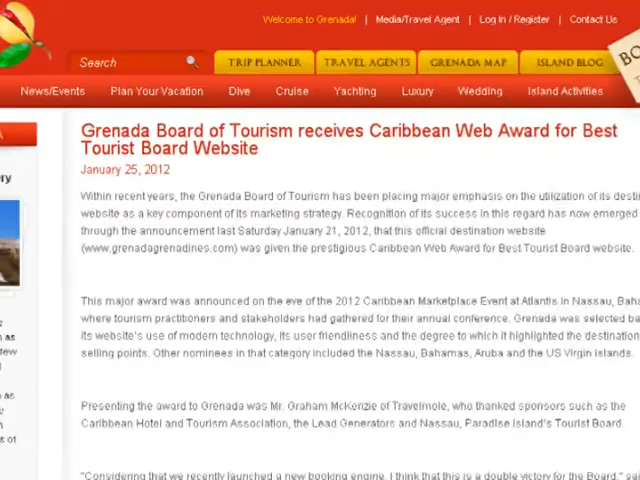 Welcome to Grenada! | Media/Travel Agent | Log In / Register | Contact Us
Search
TRIP PLANNER
TRAVEL AGENTS
GRENADA MAP
ISLAND BLOG
BO
News/Events Plan Your Vacation Dive Cruise Yachting Luxury Wedding Island Activities
Grenada Board of Tourism receives Caribbean Web Award for Best
Tourist Board Website
January 25, 2012
Within recent years, the Grenada Board of Tourism has been placing major emphasis on the utilization of its desti
website as a key component of its marketing strategy. Recognition of its success in this regard has now emerged
through the announcement last Saturday January 21, 2012, that this official destination website
(www.grenadagrenadines.com) was given the prestigious Caribbean Web Award for Best Tourist Board website.
This major award was announced on the eve of the 2012 Caribbean Marketplace Event at Atlantis in Nassau, Baha
where tourism practitioners and stakeholders had gathered for their annual conference. Grenada was selected ba
its website's use of modern technology, its user friendliness and the degree to which it highlighted the destination
selling points. Other nominees in that category included the Nassau, Bahamas, Aruba and the US Virgin Islands.
Presenting the award to Grenada was Mr. Graham McKenzie of Travelmole, who thanked sponsors such as the
Caribbean Hotel and Tourism Association, the Lead Generators and Nassau, Paradise Island's Tourist Board.
"Considering that we recently launched a new booking engine, I think that this is a double victory for the Board," sai